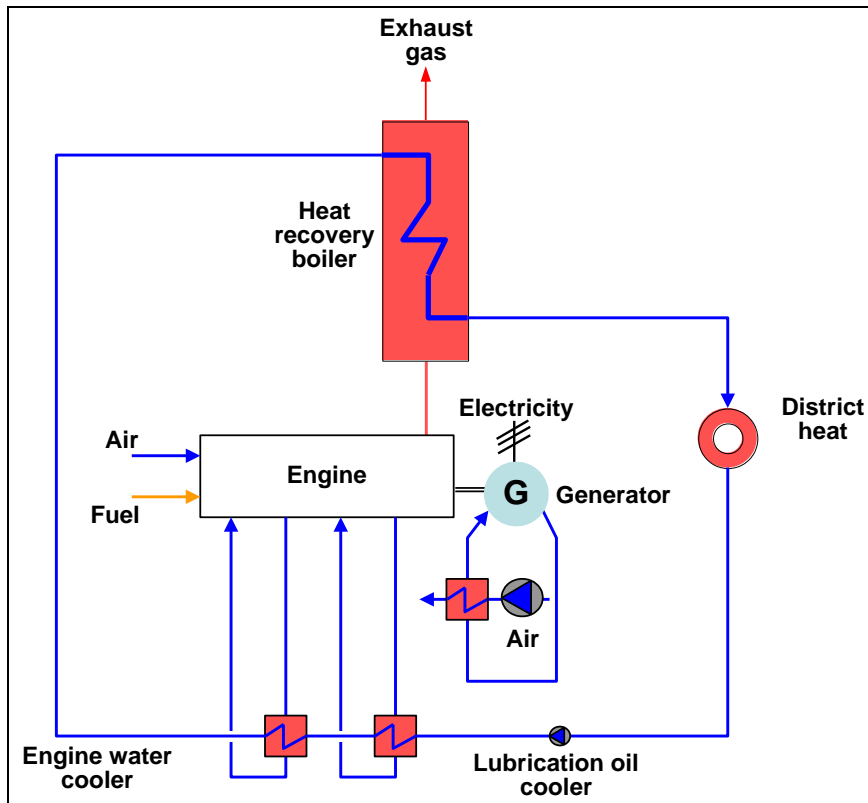 Exhaust
gas
Heat
recovery
boiler
Electricity
District
heat
Air
Engine
G
Generator
Fuel
Air
Engine water
cooler
Lubrication oil
cooler